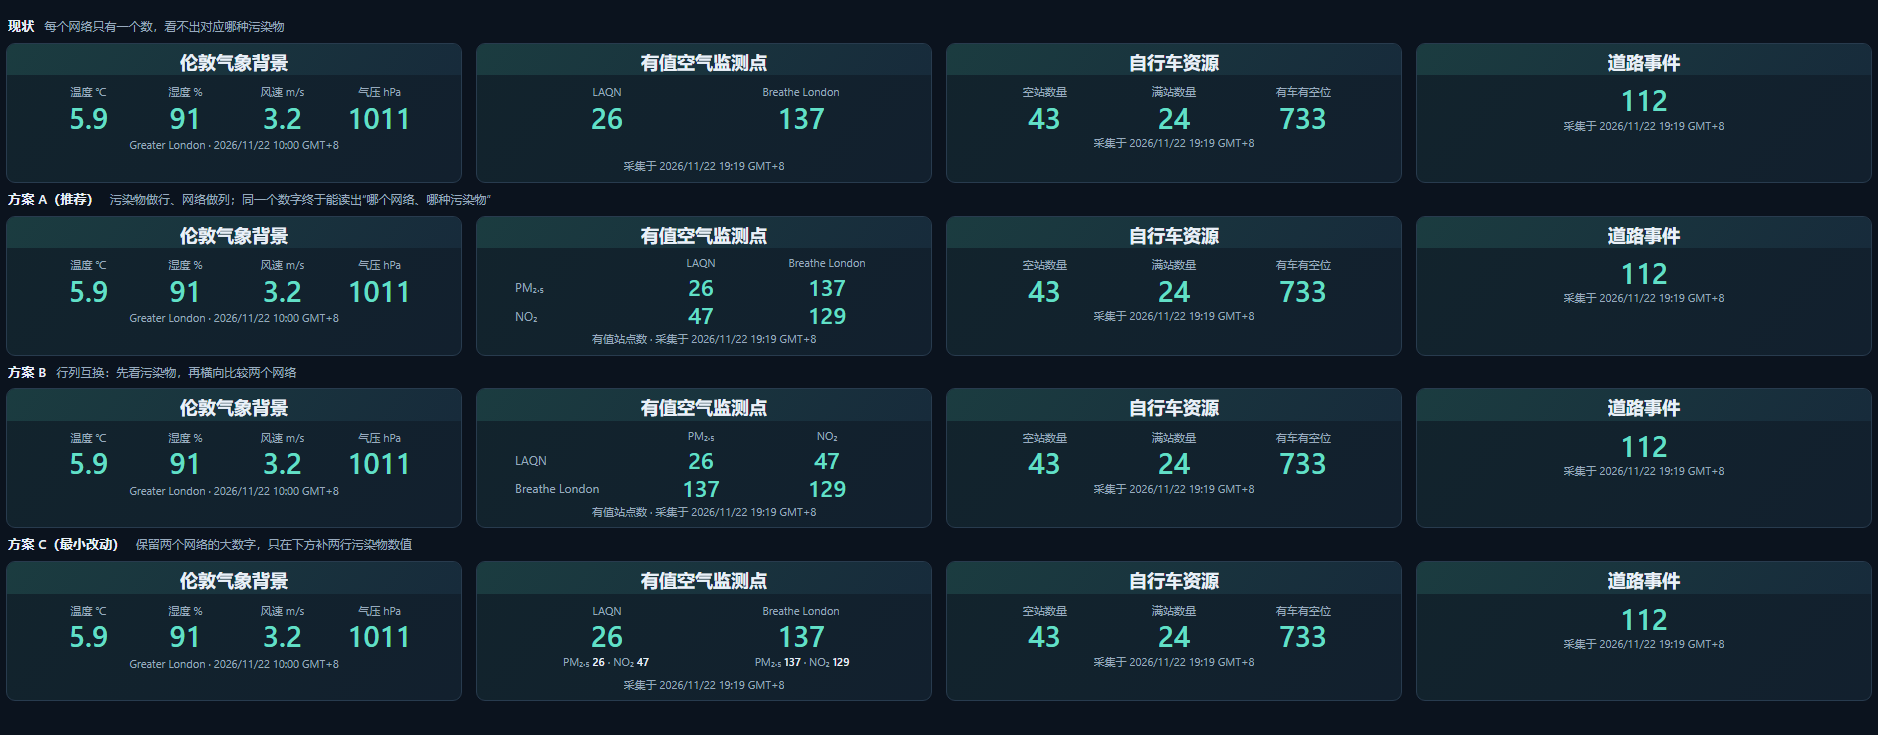 现状 每个网络只有一个数，看不出对应哪种污染物
伦敦气象背景
温度 °C 湿度 % 风速 m/s 气压 hPa
5.9 91 3.2 1011
Greater London · 2026/11/22 10:00 GMT+8
有值空气监测点
LAQN Breathe London
26 137
采集于 2026/11/22 19:19 GMT+8
自行车资源
空站数量 满站数量 有车有空位
43 24 733
采集于 2026/11/22 19:19 GMT+8
道路事件
112
采集于 2026/11/22 19:19 GMT+8
方案 A（推荐） 污染物做行、网络做列；同一个数字终于能读出“哪个网络、哪种污染物”
伦敦气象背景
温度 °C 湿度 % 风速 m/s 气压 hPa
5.9 91 3.2 1011
Greater London · 2026/11/22 10:00 GMT+8
有值空气监测点
LAQN Breathe London
PM₂.₅ 26 137
NO₂ 47 129
有值站点数 · 采集于 2026/11/22 19:19 GMT+8
自行车资源
空站数量 满站数量 有车有空位
43 24 733
采集于 2026/11/22 19:19 GMT+8
道路事件
112
采集于 2026/11/22 19:19 GMT+8
方案 B 行列互换：先看污染物，再横向比较两个网络
伦敦气象背景
温度 °C 湿度 % 风速 m/s 气压 hPa
5.9 91 3.2 1011
Greater London · 2026/11/22 10:00 GMT+8
有值空气监测点
PM₂.₅ NO₂
LAQN 26 47
Breathe London 137 129
有值站点数 · 采集于 2026/11/22 19:19 GMT+8
自行车资源
空站数量 满站数量 有车有空位
43 24 733
采集于 2026/11/22 19:19 GMT+8
道路事件
112
采集于 2026/11/22 19:19 GMT+8
方案 C（最小改动） 保留两个网络的大数字，只在下方补两行污染物数值
伦敦气象背景
温度 °C 湿度 % 风速 m/s 气压 hPa
5.9 91 3.2 1011
Greater London · 2026/11/22 10:00 GMT+8
有值空气监测点
LAQN Breathe London
26 137
PM₂.₅ 26 · NO₂ 47 PM₂.₅ 137 · NO₂ 129
采集于 2026/11/22 19:19 GMT+8
自行车资源
空站数量 满站数量 有车有空位
43 24 733
采集于 2026/11/22 19:19 GMT+8
道路事件
112
采集于 2026/11/22 19:19 GMT+8